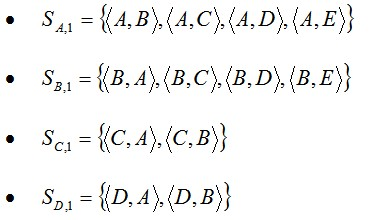 • S_{A,1} = {⟨A, B⟩, ⟨A, C⟩, ⟨A, D⟩, ⟨A, E⟩}
• S_{B,1} = {⟨B, A⟩, ⟨B, C⟩, ⟨B, D⟩, ⟨B, E⟩}
• S_{C,1} = {⟨C, A⟩, ⟨C, B⟩}
• S_{D,1} = {⟨D, A⟩, ⟨D, B⟩}